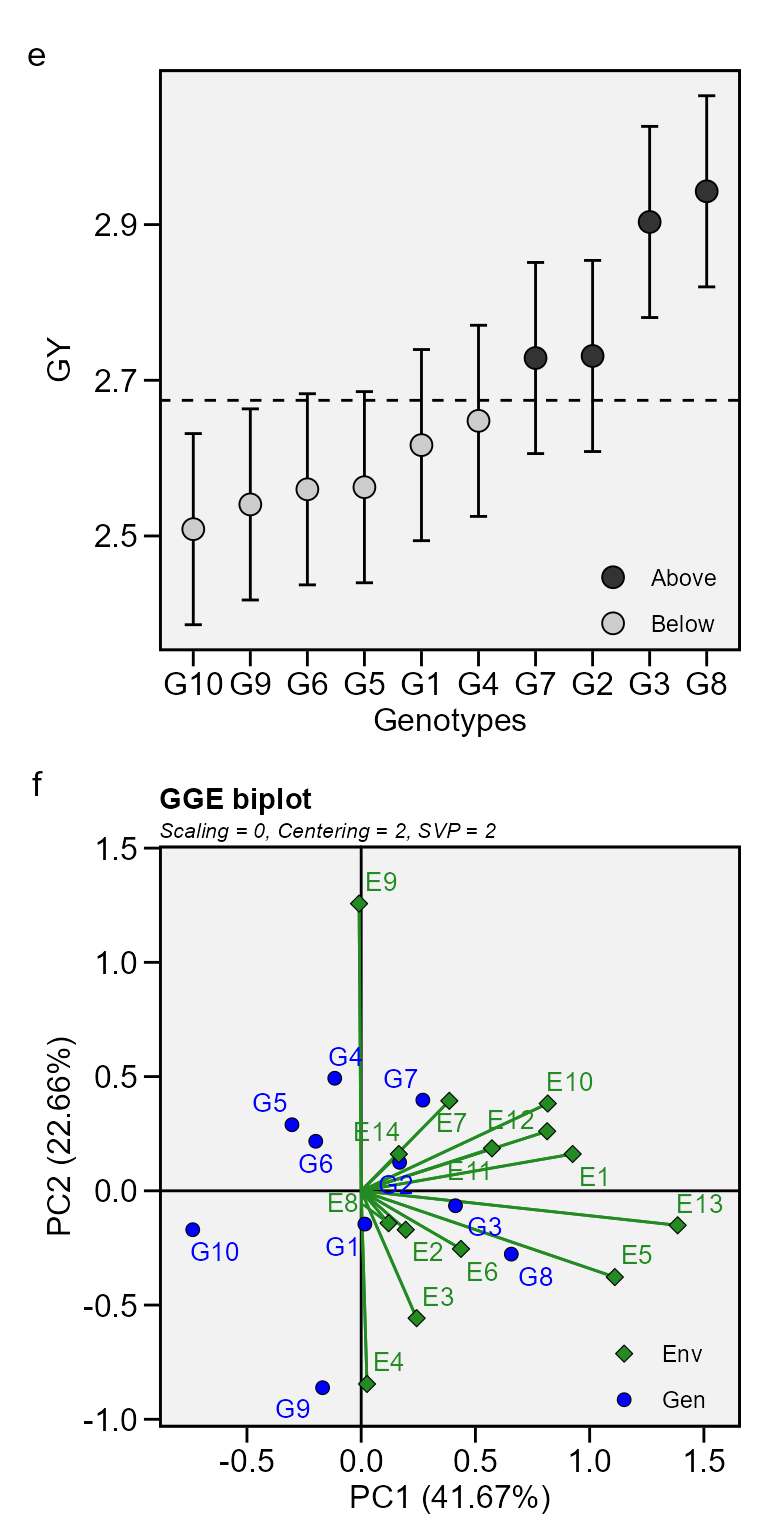 e
2.9
2.7
2.5
GY
Above
Below
G10 G9 G6 G5 G1 G4 G7 G2 G3 G8
Genotypes
f
GGE biplot
Scaling = 0, Centering = 2, SVP = 2
1.5
1.0
0.5
0.0
-0.5
-1.0
PC2 (22.66%)
E9
G4
G7
E10
G5
E7
E12
E14
G6
E11
E1
G2
E8
E13
G3
G1
G10
E2
E6
G8
E5
E3
E4
G9
Env
Gen
-0.5 0.0 0.5 1.0 1.5
PC1 (41.67%)